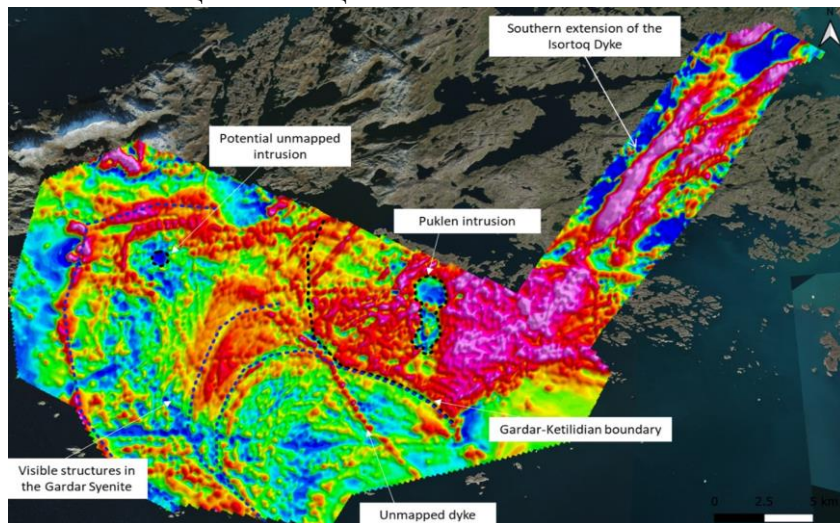 Southern extension of the
Isortoq Dyke
Potential unmapped
intrusion
Puklen intrusion
Gardar-Ketilidian boundary
Visible structures in
the Gardar Syenite
Unmapped dyke
0 2.5 5 km